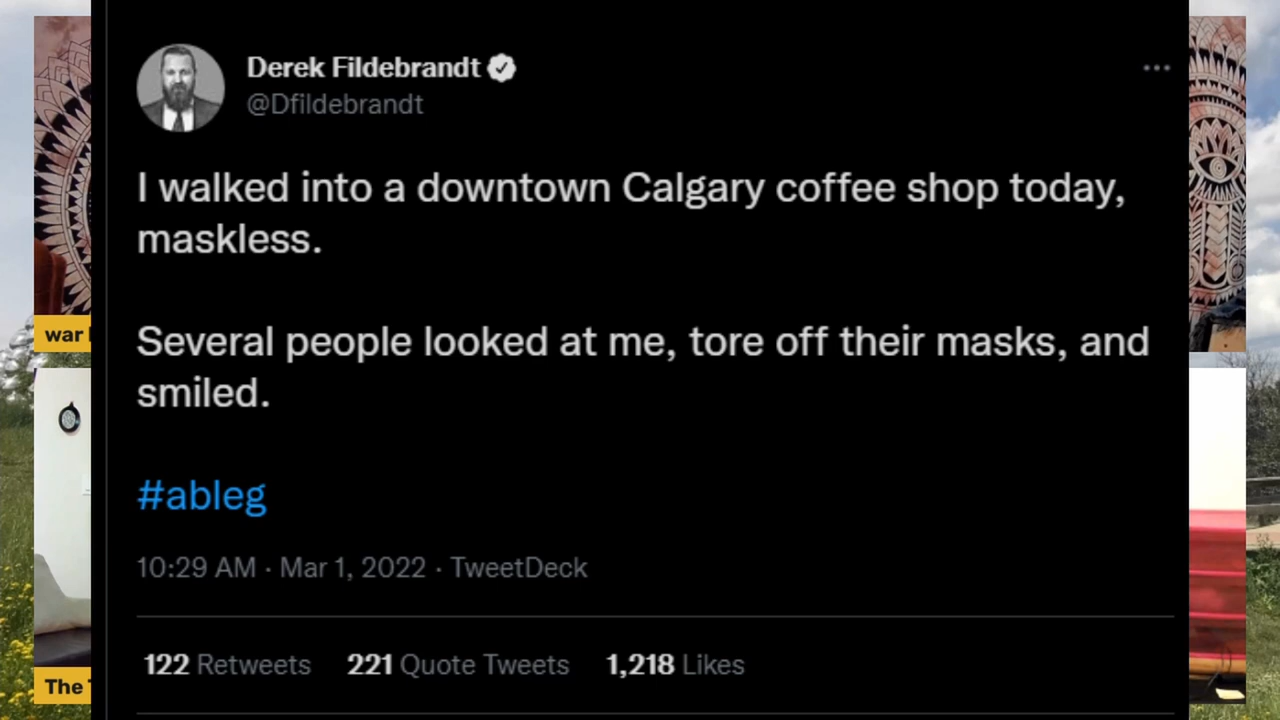 Derek Fildebrandt
@Dfildebrandt
I walked into a downtown Calgary coffee shop today,
maskless.
Several people looked at me, tore off their masks, and
smiled.
#ableg
10:29 AM · Mar 1, 2022 · TweetDeck
122 Retweets 221 Quote Tweets 1,218 Likes
war
The